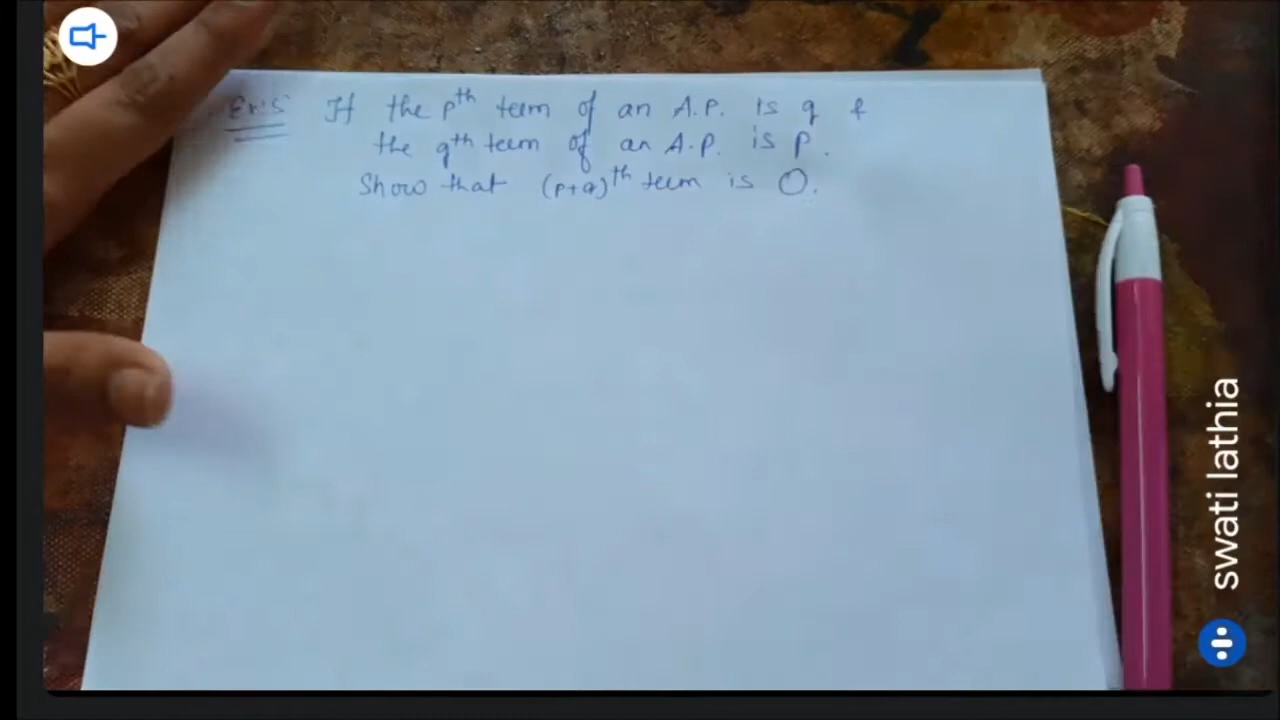 Ex:5 If the pth term of an A.P. is q &
the qth term of an A.P. is p.
Show that (p+q)th term is 0.
swati lathia